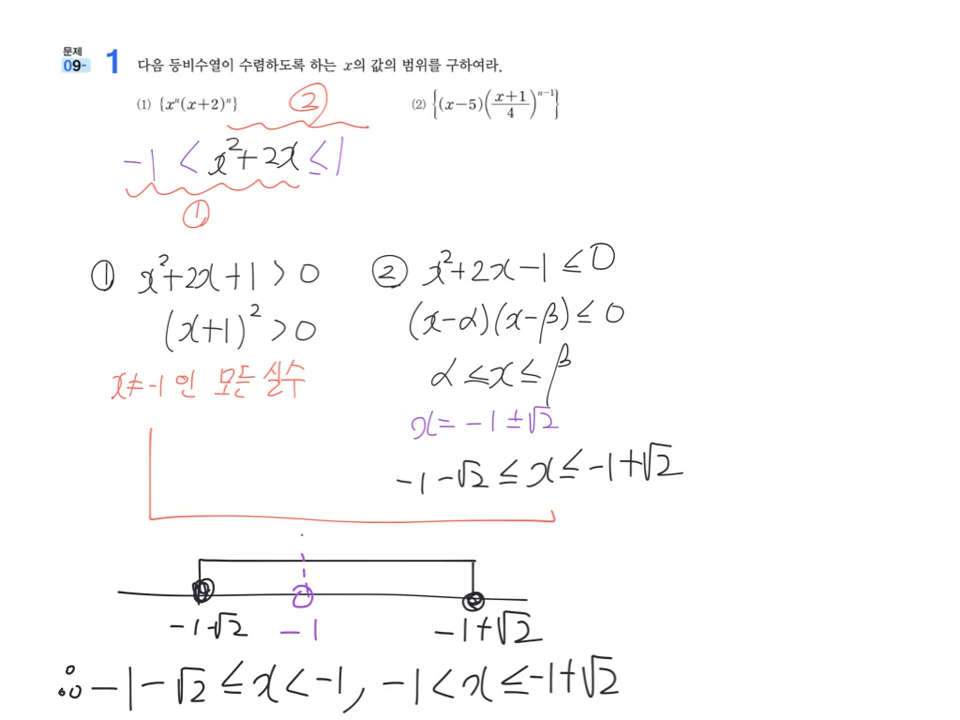 문제
09- 1 다음 등비수열이 수렴하도록 하는 x의 값의 범위를 구하여라.
(1) {xⁿ(x+2)ⁿ} (2) {(x−5)((x+1)/4)ⁿ⁻¹}
②
-1 < x²+2x ≤ 1
①
① x²+2x+1 > 0
(x+1)² > 0
x≠-1 인 모든 실수
② x²+2x-1 ≤ 0
(x-α)(x-β) ≤ 0
α ≤ x ≤ β
x = -1±√2
-1-√2 ≤ x ≤ -1+√2
-1-√2 -1 -1+√2
∴ -1-√2 ≤ x < -1, -1 < x ≤ -1+√2